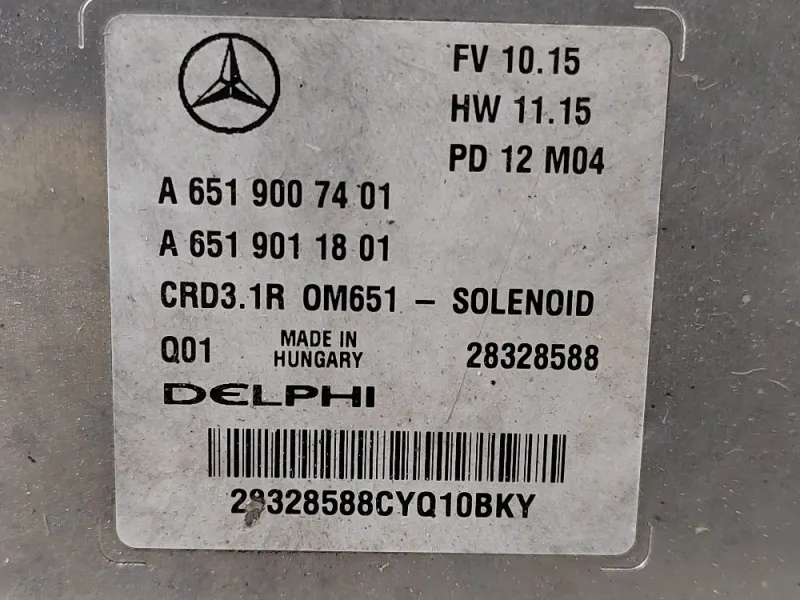 FV 10.15
HW 11.15
PD 12 M04
A 651 900 74 01
A 651 901 18 01
CRD3.1R OM651 – SOLENOID
Q01 MADE IN HUNGARY 28328588
DELPHI
28328588CYQ10BKY